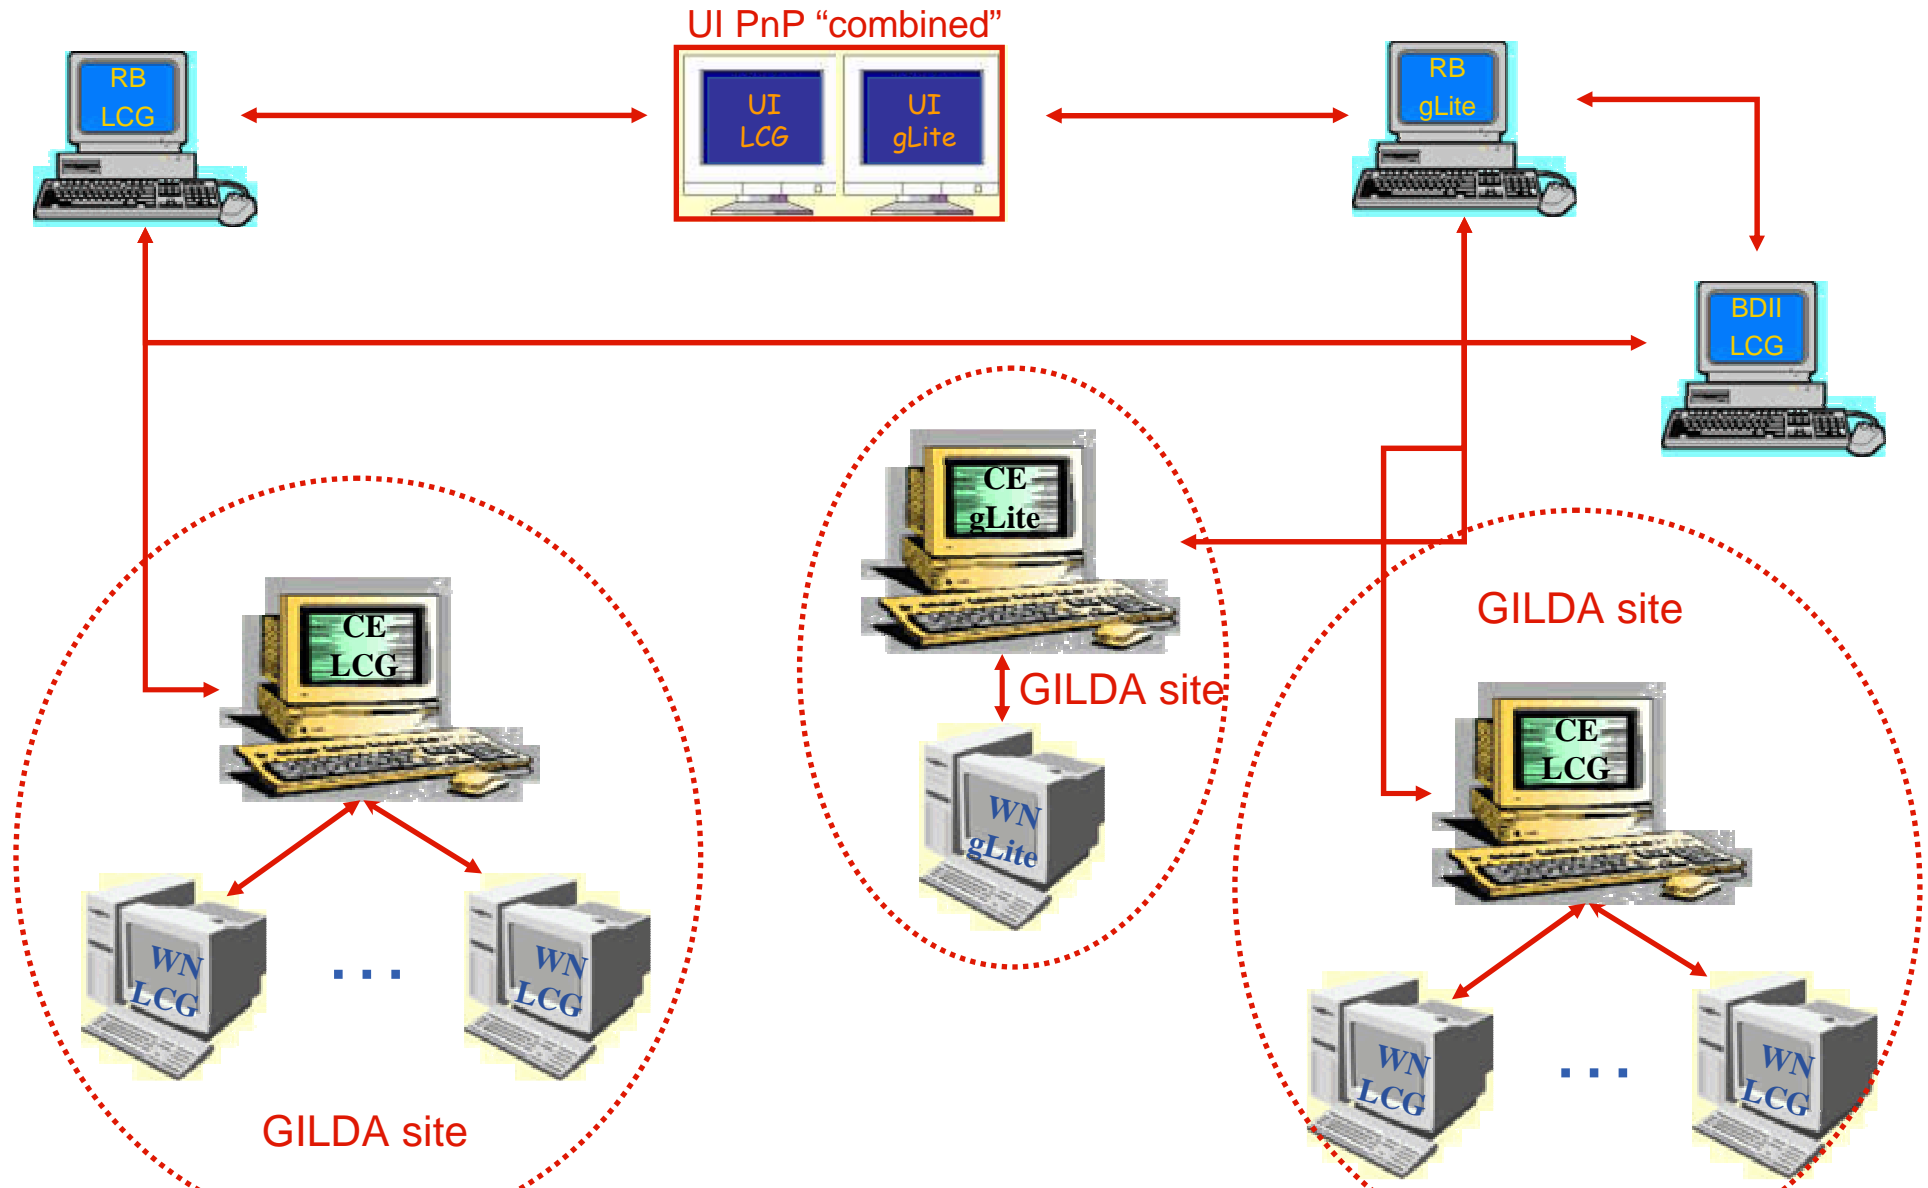 UI PnP “combined”
RB
LCG
UI
LCG
UI
gLite
RB
gLite
BDII
LCG
CE
gLite
GILDA site
WN
gLite
CE
LCG
WN
LCG
. . .
WN
LCG
GILDA site
GILDA site
CE
LCG
WN
LCG
. . .
WN
LCG